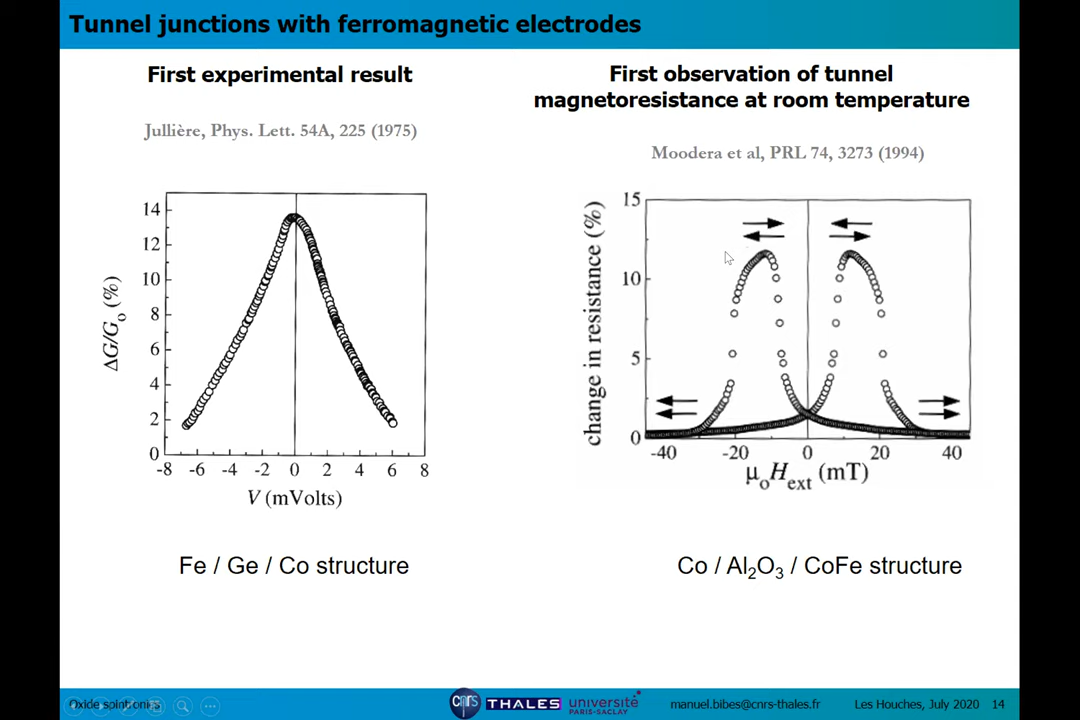 Tunnel junctions with ferromagnetic electrodes
First experimental result
Jullière, Phys. Lett. 54A, 225 (1975)
14
12
10
8
6
4
2
0
ΔG/Go (%)
-8 -6 -4 -2 0 2 4 6 8
V (mVolts)
Fe / Ge / Co structure
First observation of tunnel
magnetoresistance at room temperature
Moodera et al, PRL 74, 3273 (1994)
15
10
5
0
change in resistance (%)
-40 -20 0 20 40
μoHext (mT)
Co / Al2O3 / CoFe structure
Oxide spintronics
cnrs
THALES
université
PARIS-SACLAY
manuel.bibes@cnrs-thales.fr
Les Houches, July 2020
14